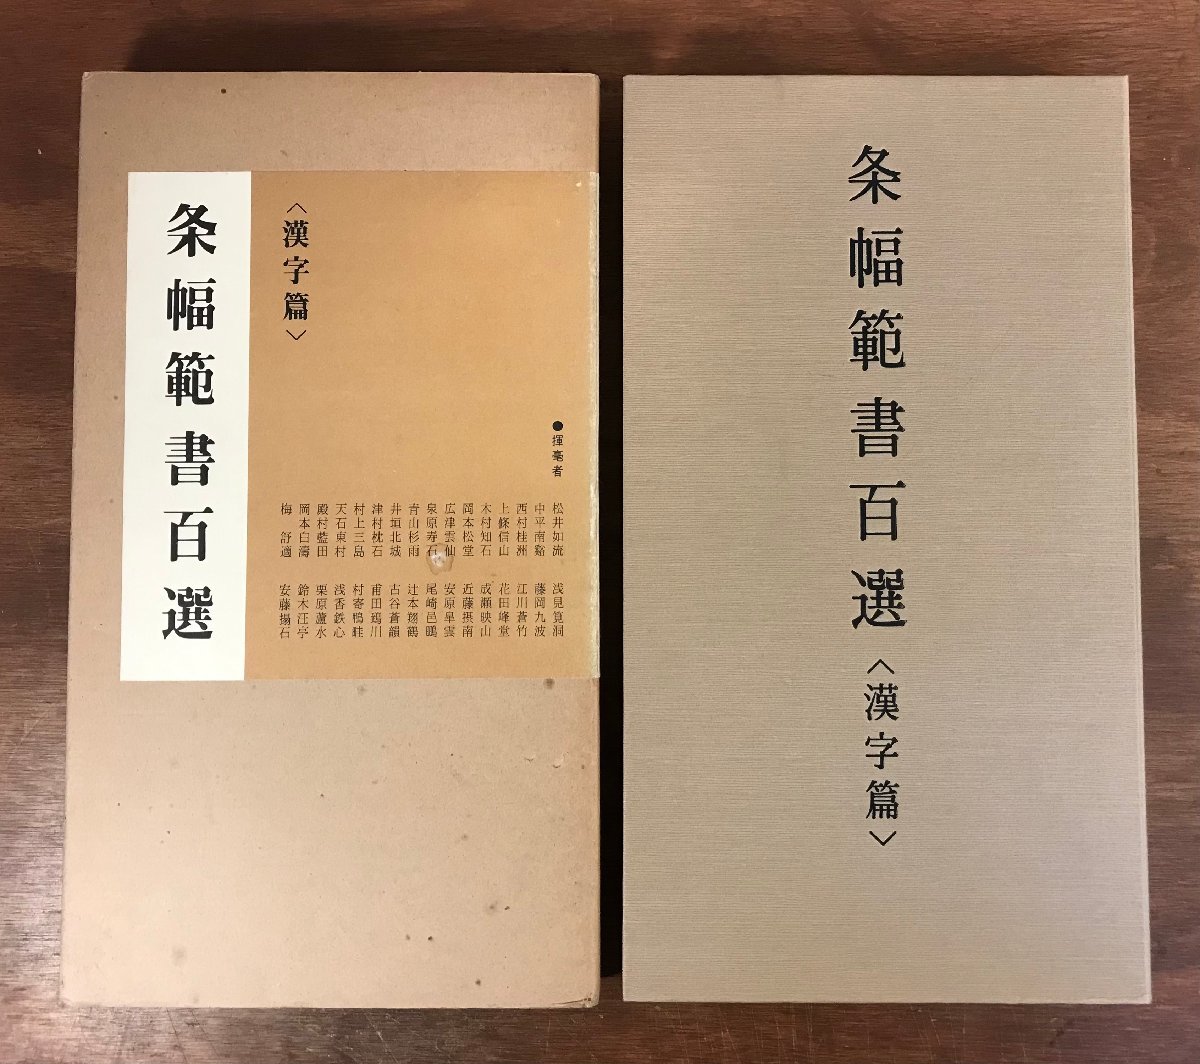 条幅範書百選
〈漢字篇〉
●揮毫者
松井如流
中平南谿
西村桂洲
上條信山
木村知石
岡本松堂
広津雲仙
泉原寿石
青山杉雨
井垣北城
津村枕石
村上三島
天石東村
殿村藍田
岡本白濤
梅舒適
浅見筧洞
藤岡九波
江川蒼竹
花田峰堂
成瀬映山
近藤摂南
安原皐雲
尾崎邑鵬
辻本翔鶴
古谷蒼韻
甫田鵄川
村寄鴨畦
浅香鉄心
栗原蘆水
鈴木汪亭
安藤搨石
条幅範書百選〈漢字篇〉